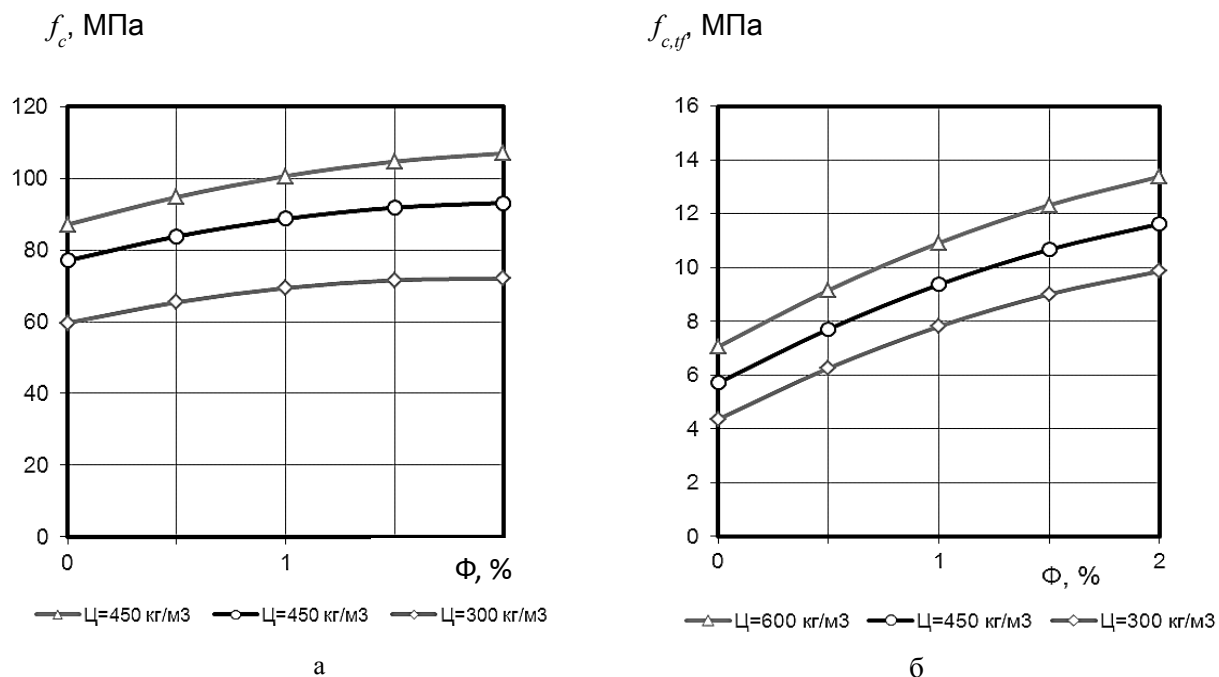 f_c, МПа
120
100
80
60
40
20
0
0 1 Ф, %
Ц=450 кг/м3 Ц=450 кг/м3 Ц=300 кг/м3
а
f_{c,tf}, МПа
16
14
12
10
8
6
4
2
0
0 1 Ф, % 2
Ц=600 кг/м3 Ц=450 кг/м3 Ц=300 кг/м3
б